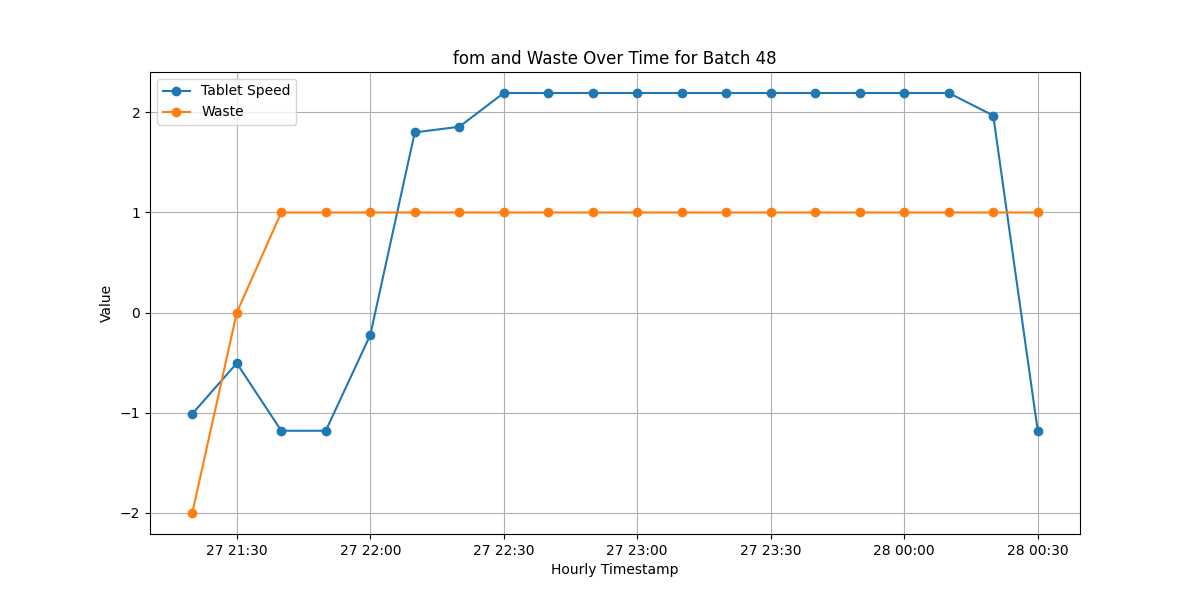 fom and Waste Over Time for Batch 48
Tablet Speed
Waste
2
1
0
−1
−2
Value
27 21:30 27 22:00 27 22:30 27 23:00 27 23:30 28 00:00 28 00:30
Hourly Timestamp